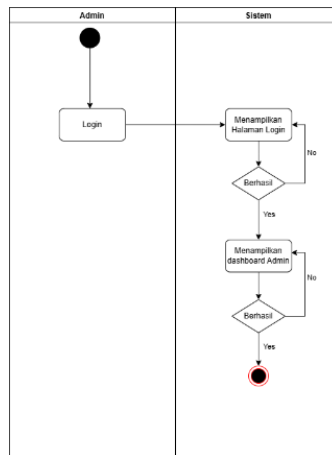 Admin
Sistem
Login
Menampilkan
Halaman Login
No
Berhasil
Yes
Menampilkan
dashboard Admin
No
Berhasil
Yes